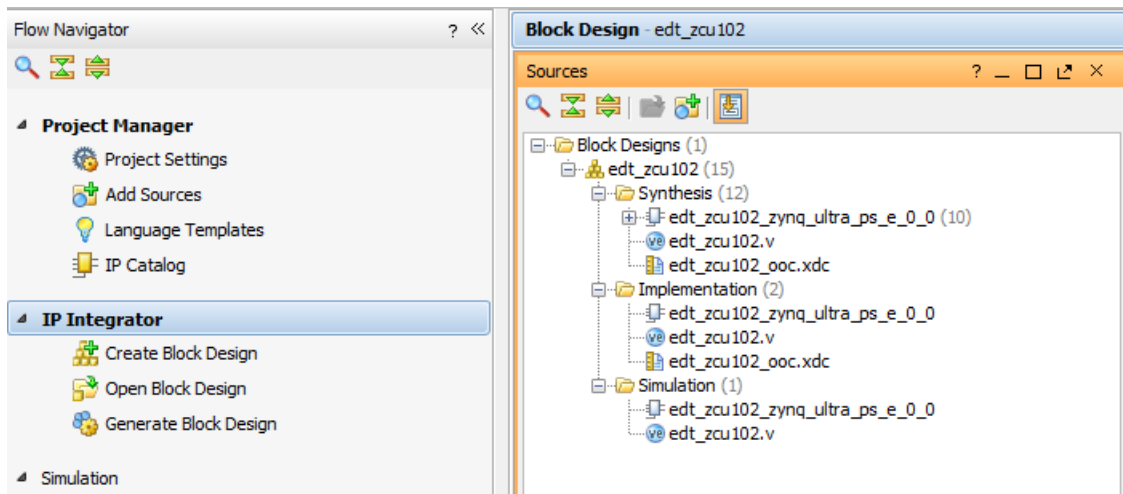 Flow Navigator ? «
Project Manager
Project Settings
Add Sources
Language Templates
IP Catalog
IP Integrator
Create Block Design
Open Block Design
Generate Block Design
Simulation
Block Design - edt_zcu102
Sources ?
Block Designs (1)
edt_zcu102 (15)
Synthesis (12)
edt_zcu102_zynq_ultra_ps_e_0_0 (10)
edt_zcu102.v
edt_zcu102_ooc.xdc
Implementation (2)
edt_zcu102_zynq_ultra_ps_e_0_0
edt_zcu102.v
edt_zcu102_ooc.xdc
Simulation (1)
edt_zcu102_zynq_ultra_ps_e_0_0
edt_zcu102.v